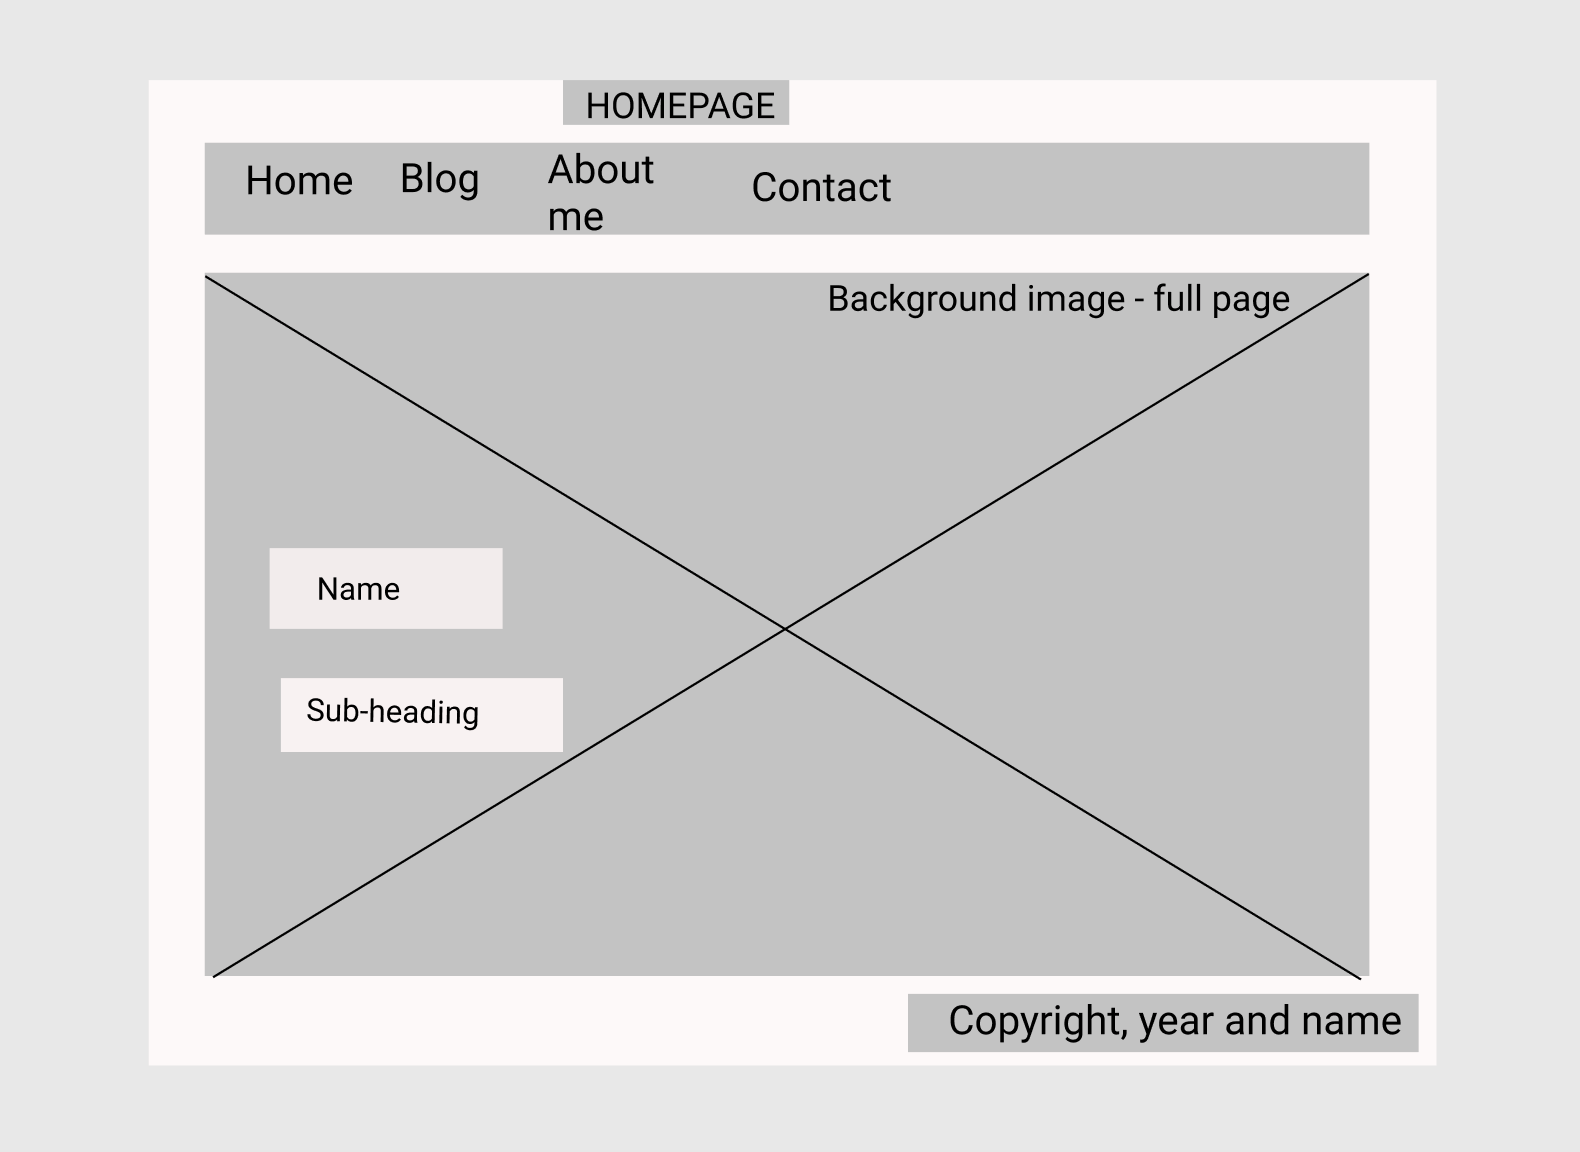 HOMEPAGE
Home Blog About me Contact
Background image - full page
Name
Sub-heading
Copyright, year and name